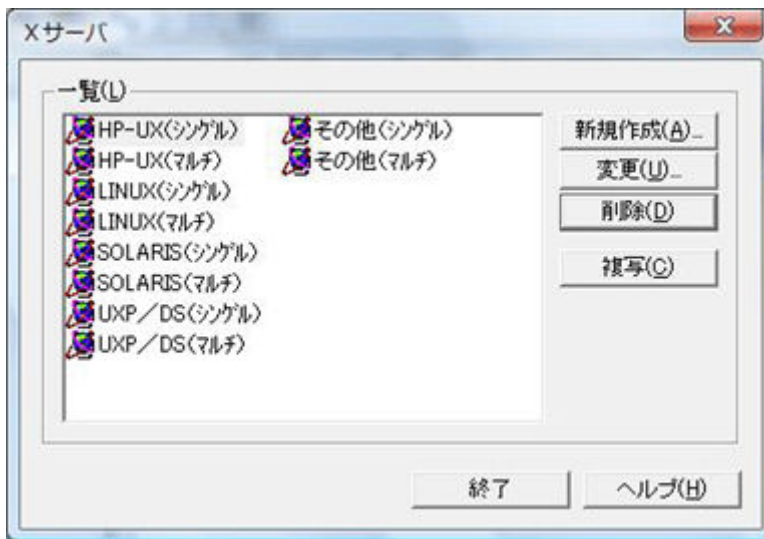 Xサーバ
一覧(L)
HP-UX(ｼﾝｸﾞﾙ)
HP-UX(ﾏﾙﾁ)
LINUX(ｼﾝｸﾞﾙ)
LINUX(ﾏﾙﾁ)
SOLARIS(ｼﾝｸﾞﾙ)
SOLARIS(ﾏﾙﾁ)
UXP／DS(ｼﾝｸﾞﾙ)
UXP／DS(ﾏﾙﾁ)
その他(ｼﾝｸﾞﾙ)
その他(ﾏﾙﾁ)
新規作成(A)...
変更(U)...
削除(D)
複写(C)
終了
ヘルプ(H)